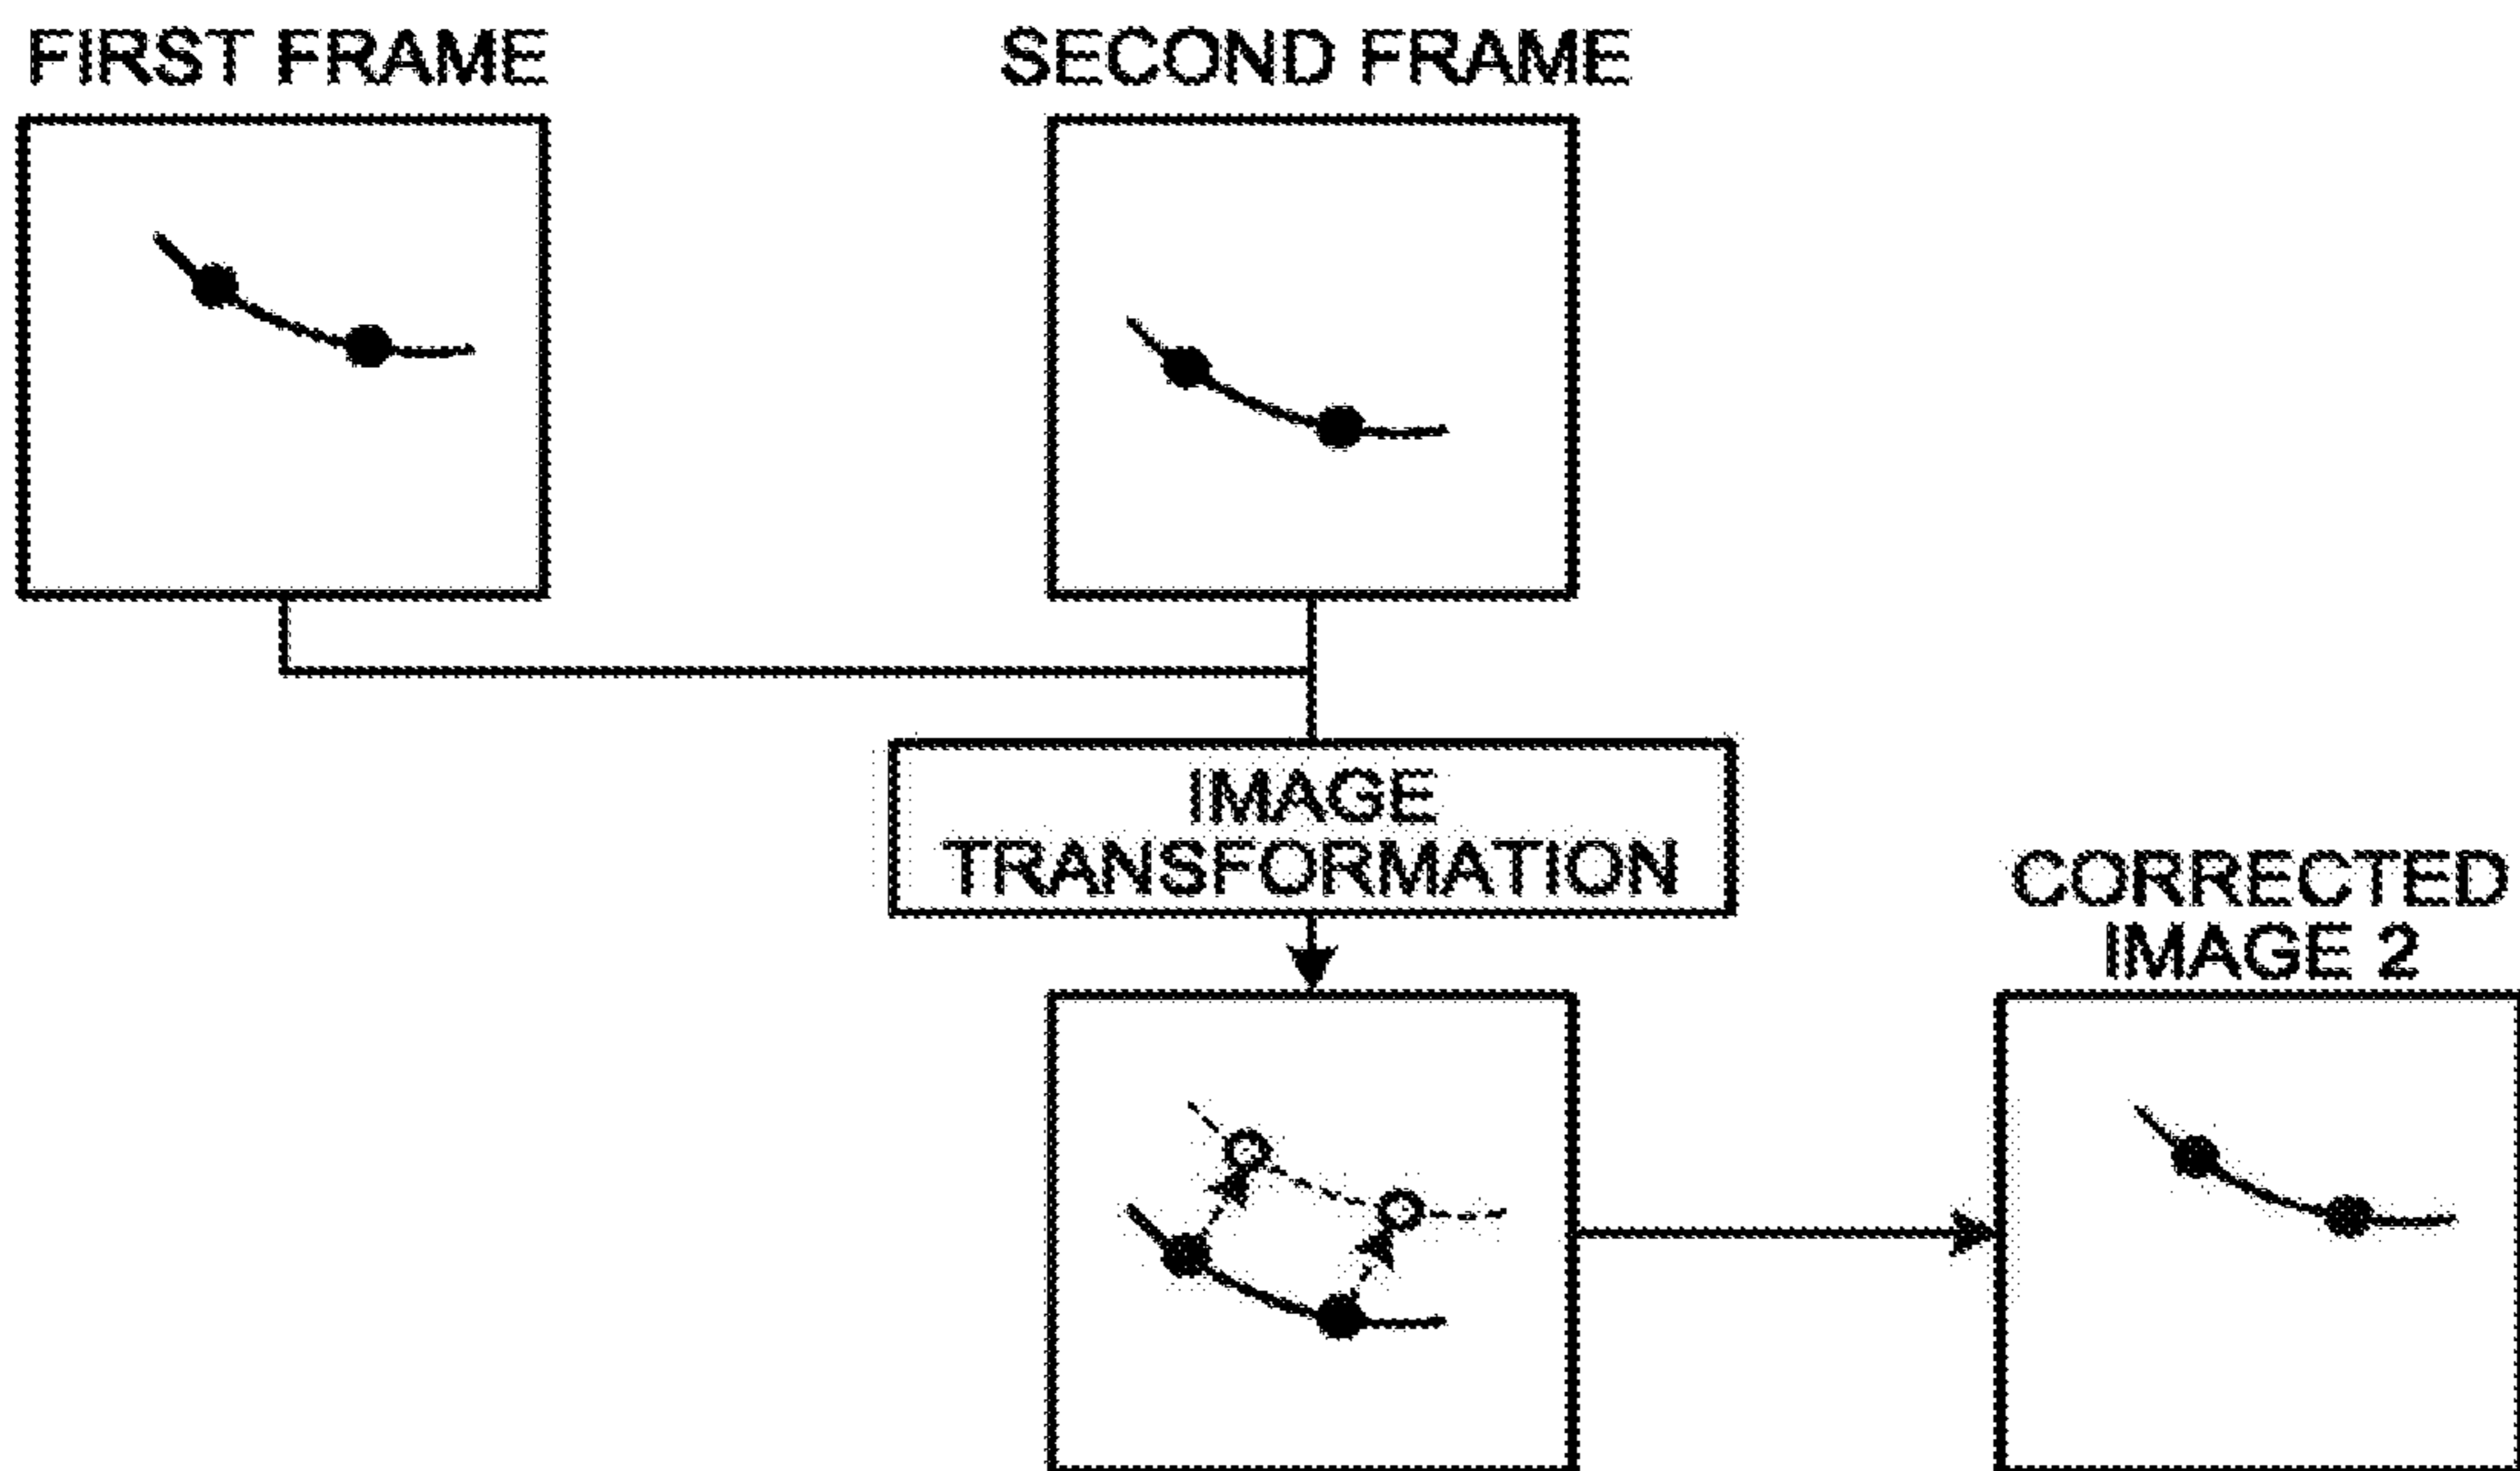 FIRST FRAME
SECOND FRAME
IMAGE
TRANSFORMATION
CORRECTED
IMAGE 2